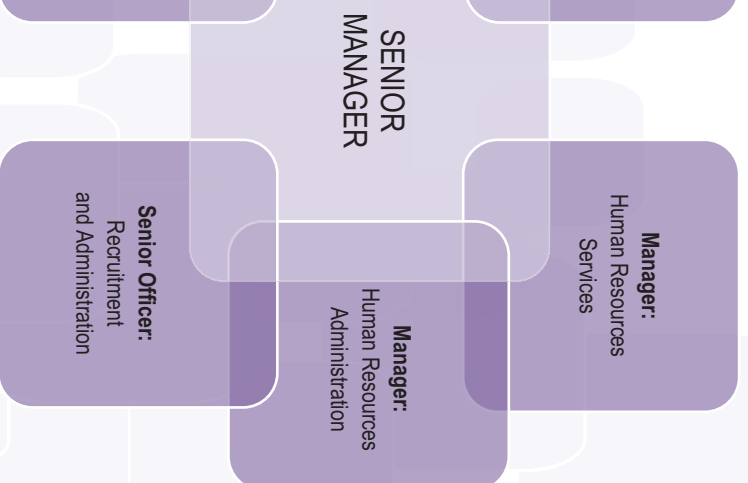 SENIOR
MANAGER
Manager:
Human Resources
Services
Manager:
Human Resources
Administration
Senior Officer:
Recruitment
and Administration